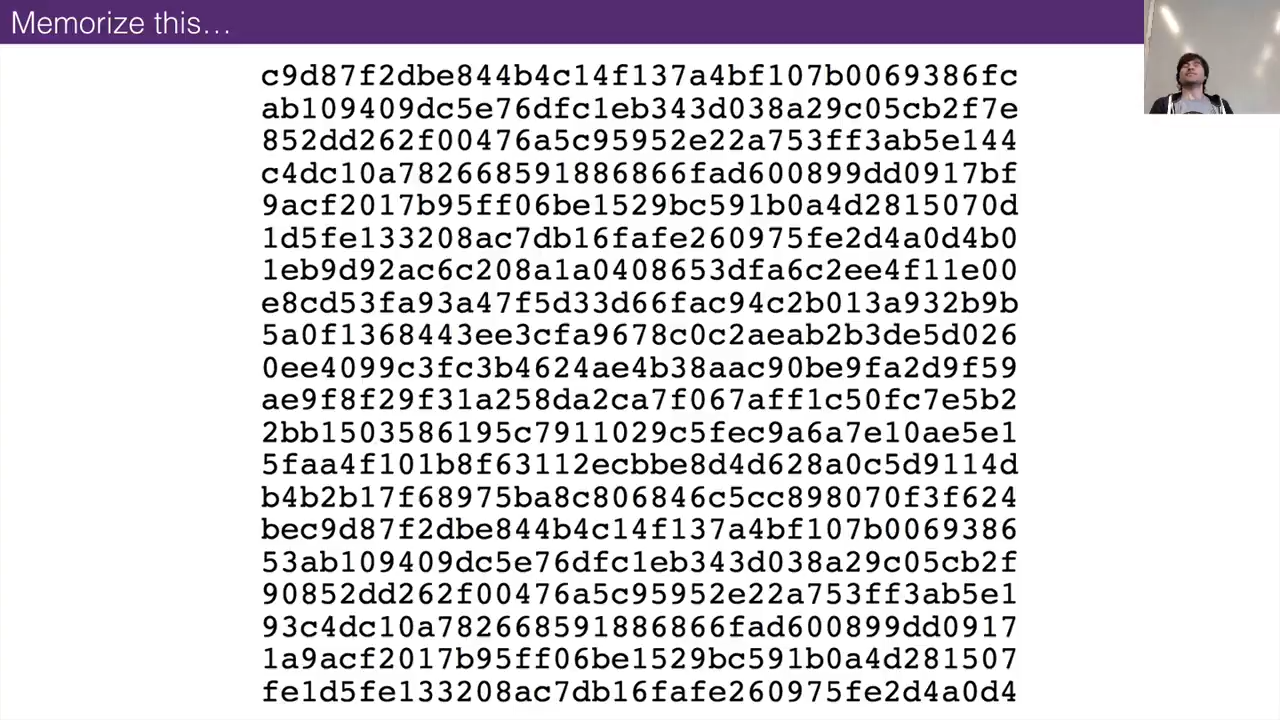 Memorize this…
c9d87f2dbe844b4c14f137a4bf107b0069386fc
ab109409dc5e76dfc1eb343d038a29c05cb2f7e
852dd262f00476a5c95952e22a753ff3ab5e144
c4dc10a782668591886866fad600899dd0917bf
9acf2017b95ff06be1529bc591b0a4d2815070d
1d5fe133208ac7db16fafe260975fe2d4a0d4b0
1eb9d92ac6c208a1a0408653dfa6c2ee4f11e00
e8cd53fa93a47f5d33d66fac94c2b013a932b9b
5a0f1368443ee3cfa9678c0c2aeab2b3de5d026
0ee4099c3fc3b4624ae4b38aac90be9fa2d9f59
ae9f8f29f31a258da2ca7f067aff1c50fc7e5b2
2bb1503586195c7911029c5fec9a6a7e10ae5e1
5faa4f101b8f63112ecbbe8d4d628a0c5d9114d
b4b2b17f68975ba8c806846c5cc898070f3f624
bec9d87f2dbe844b4c14f137a4bf107b0069386
53ab109409dc5e76dfc1eb343d038a29c05cb2f
90852dd262f00476a5c95952e22a753ff3ab5e1
93c4dc10a782668591886866fad600899dd0917
1a9acf2017b95ff06be1529bc591b0a4d281507
fe1d5fe133208ac7db16fafe260975fe2d4a0d4